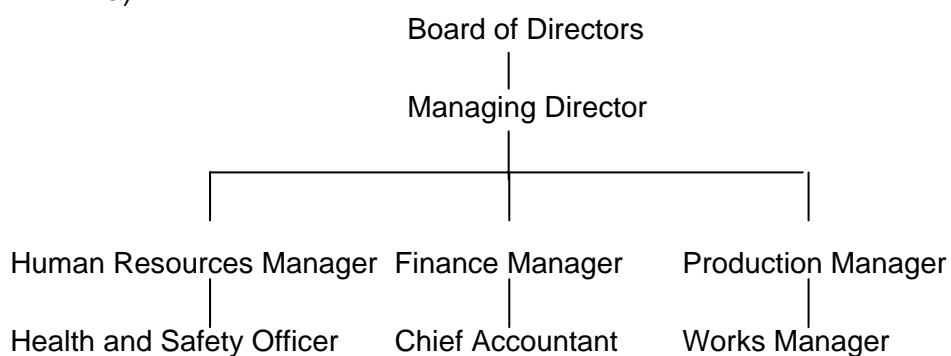 Board of Directors
Managing Director
Human Resources Manager Finance Manager Production Manager
Health and Safety Officer Chief Accountant Works Manager